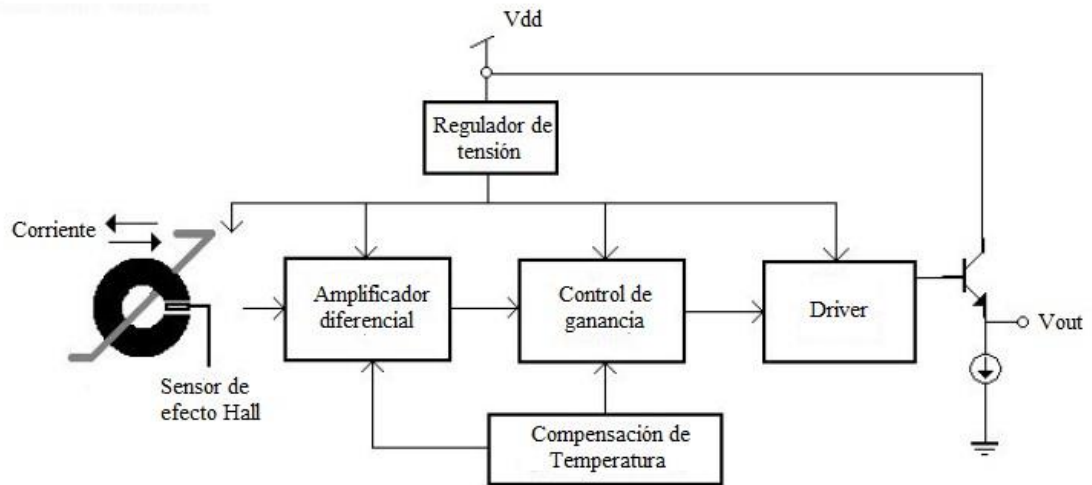 Vdd
Regulador de
tensión
Corriente
Amplificador
diferencial
Control de
ganancia
Driver
Vout
Sensor de
efecto Hall
Compensación de
Temperatura